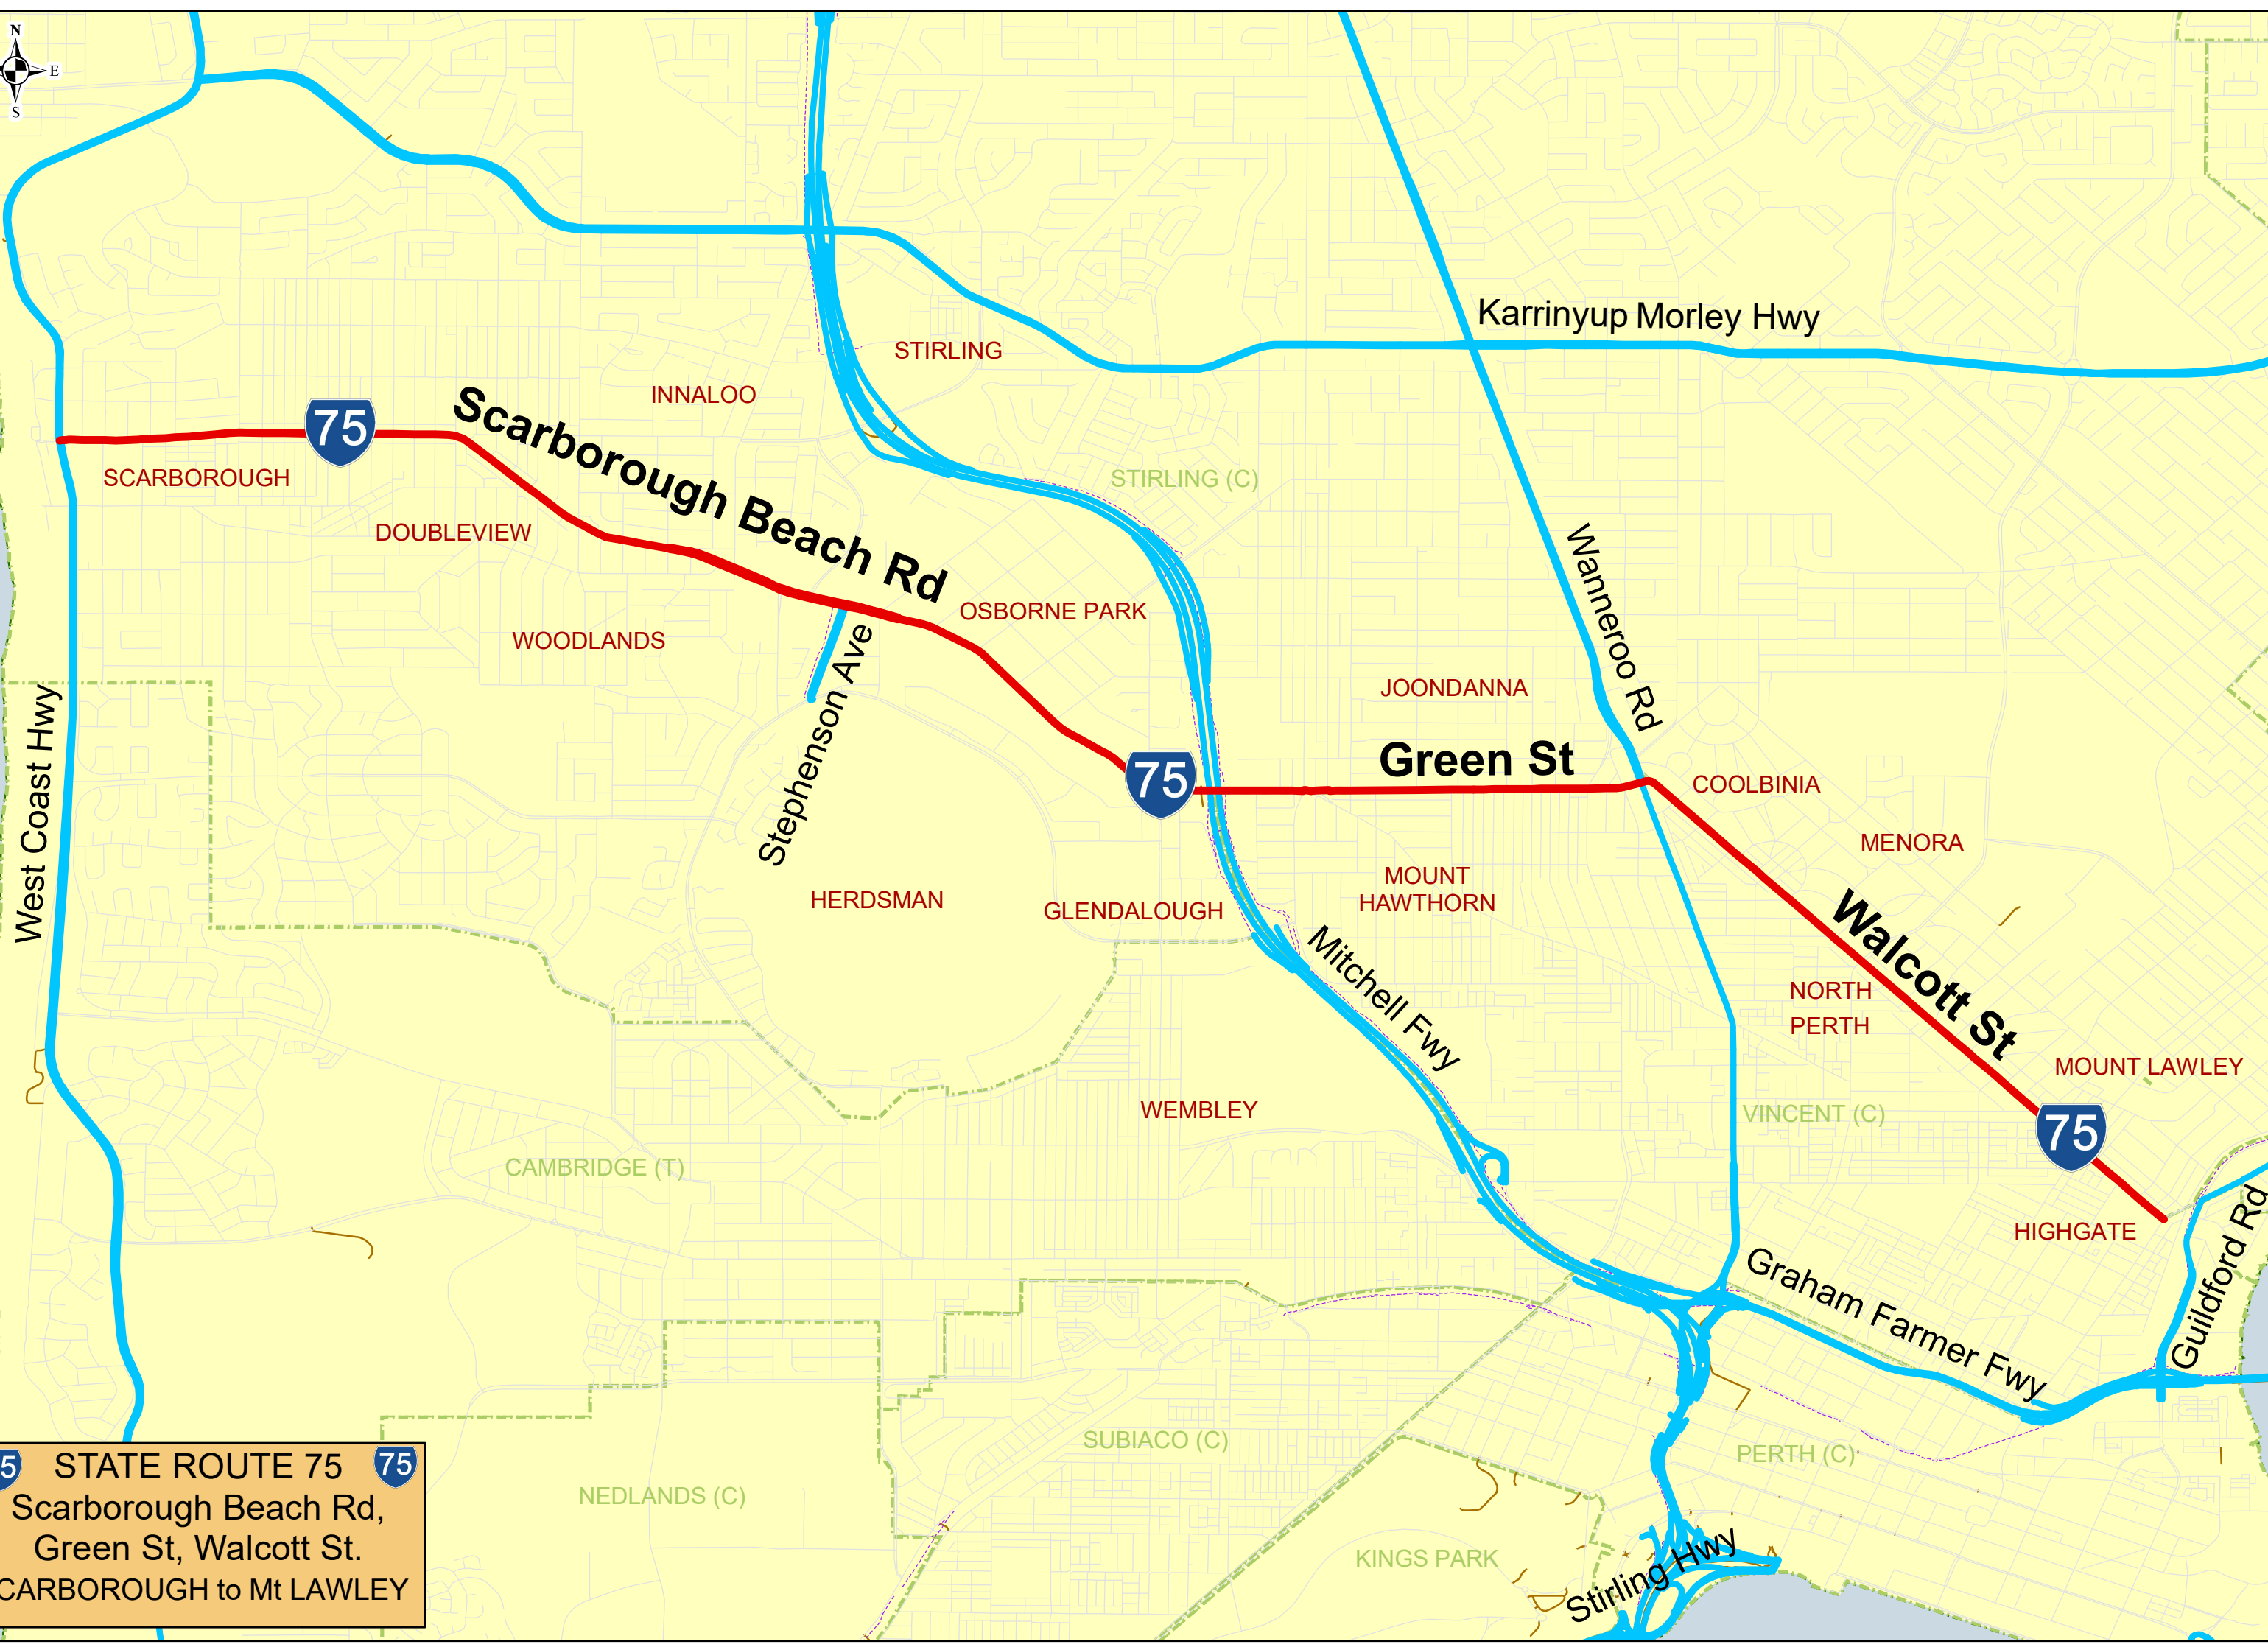 N
E
S
Karrinyup Morley Hwy
STIRLING
INNALOO
Scarborough Beach Rd
75
SCARBOROUGH
STIRLING (C)
DOUBLEVIEW
Wanneroo Rd
OSBORNE PARK
WOODLANDS
Stephenson Ave
JOONDANNA
West Coast Hwy
Green St
75
COOLBINIA
MENORA
HERDSMAN
GLENDALOUGH
MOUNT
HAWTHORN
Walcott St
Mitchell Fwy
NORTH
PERTH
MOUNT LAWLEY
WEMBLEY
VINCENT (C)
75
CAMBRIDGE (T)
HIGHGATE
Guildford Rd
Graham Farmer Fwy
SUBIACO (C)
PERTH (C)
NEDLANDS (C)
KINGS PARK
Stirling Hwy
5 STATE ROUTE 75 75
Scarborough Beach Rd,
Green St, Walcott St.
CARBOROUGH to Mt LAWLEY